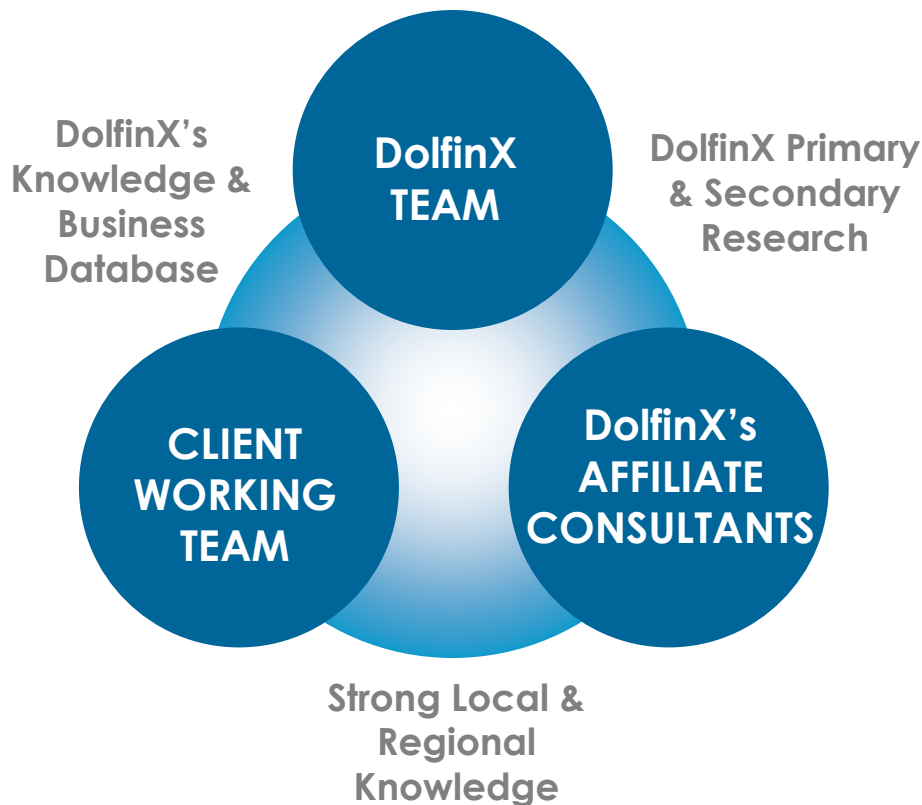 DolfinX
TEAM
DolfinX's
Knowledge &
Business
Database
DolfinX Primary
& Secondary
Research
CLIENT
WORKING
TEAM
DolfinX's
AFFILIATE
CONSULTANTS
Strong Local &
Regional
Knowledge